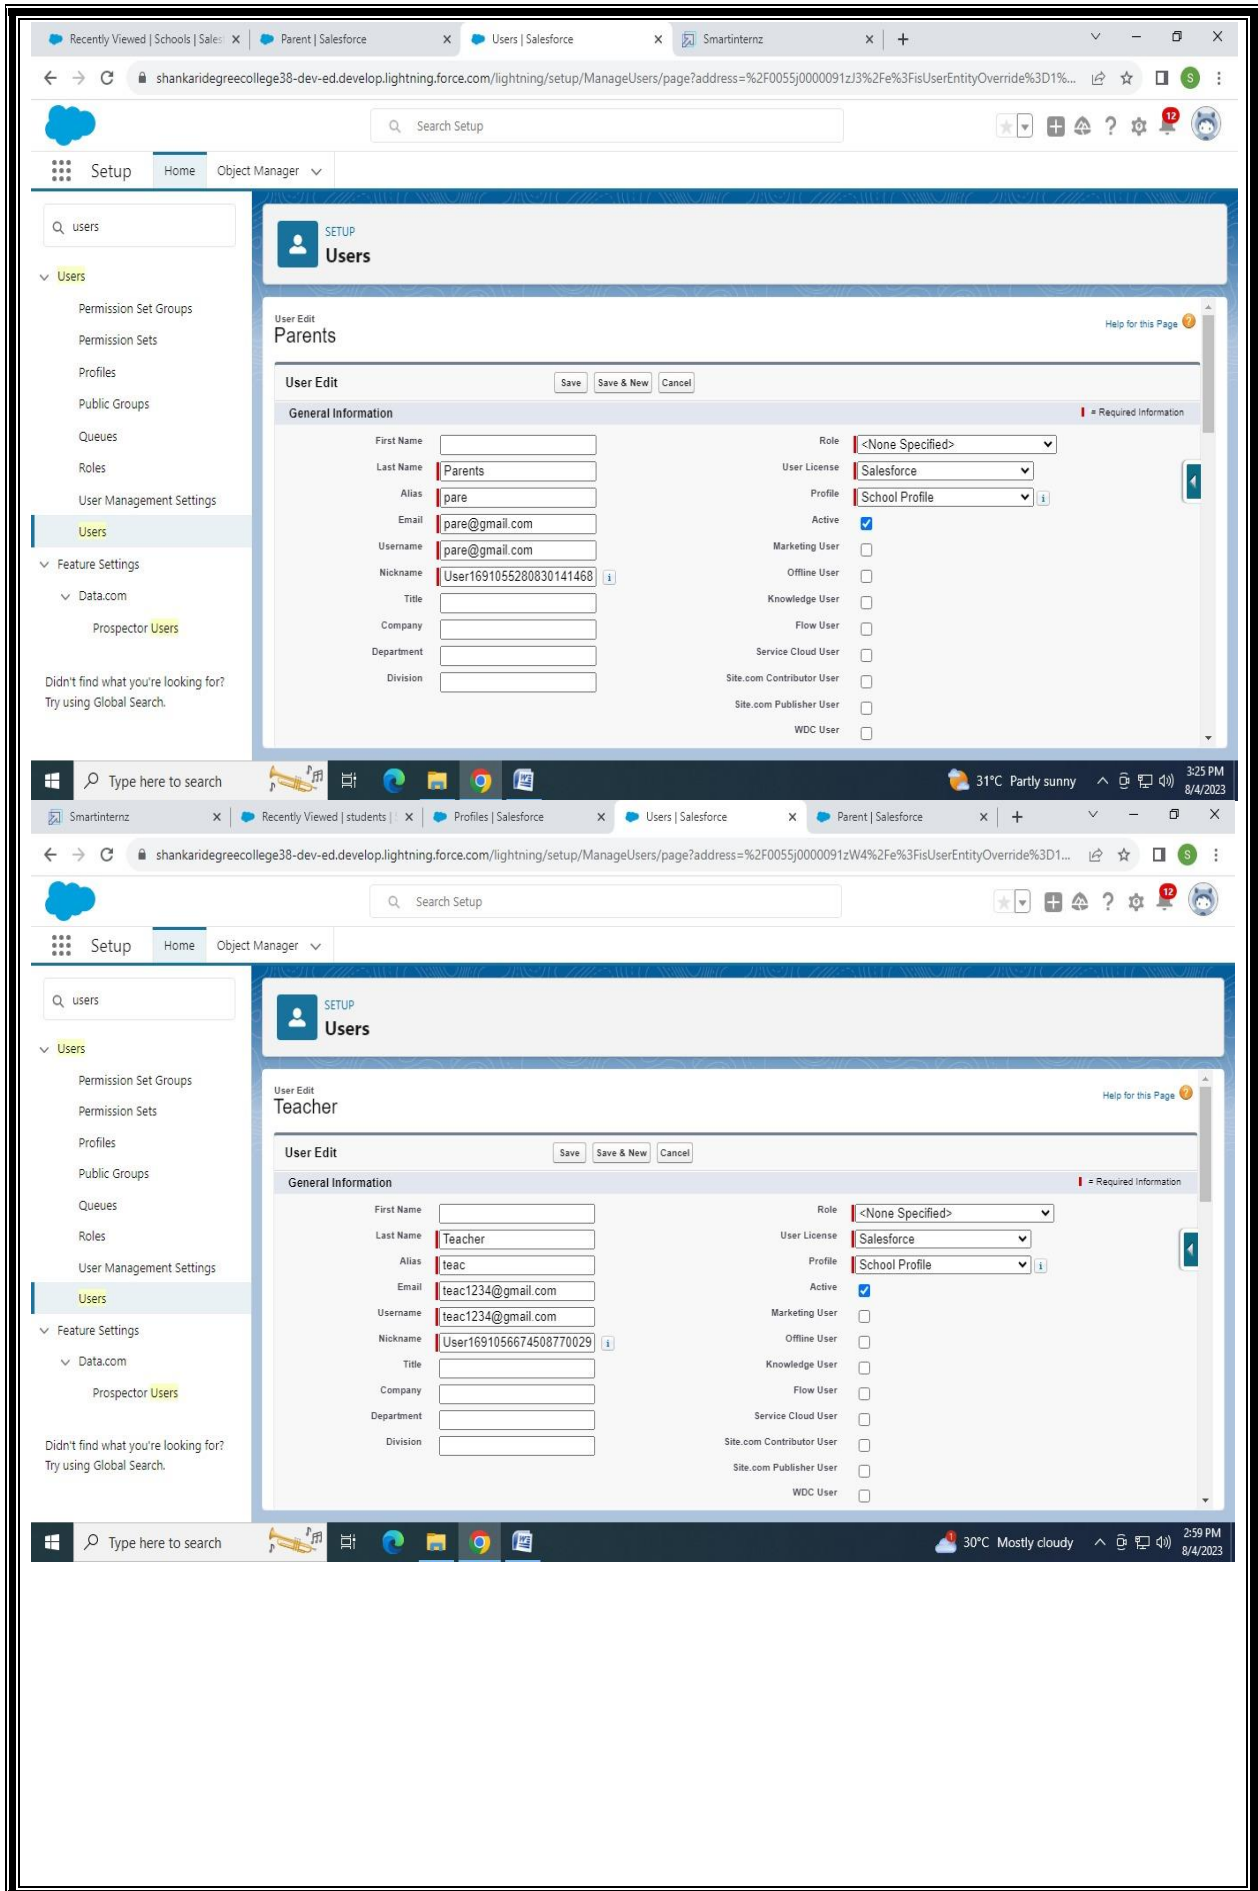 Recently Viewed | Schools | Sales
Parent | Salesforce
Users | Salesforce
Smartinternz
shankaridegreecollege38-dev-ed.develop.lightning.force.com/lightning/setup/ManageUsers/page?address=%2F0055j0000091zJ3%2Fe%3FisUserEntityOverride%3D1%...
S
Search Setup
12
Setup
Home
Object Manager
users
Users
Permission Set Groups
Permission Sets
Profiles
Public Groups
Queues
Roles
User Management Settings
Users
Feature Settings
Data.com
Prospector Users
Didn't find what you're looking for?
Try using Global Search.
SETUP
Users
User Edit
Parents
Help for this Page
User Edit
Save
Save & New
Cancel
General Information
= Required Information
First Name
Last Name Parents
Alias pare
Email pare@gmail.com
Username pare@gmail.com
Nickname User1691055280830141468
Title
Company
Department
Division
Role <None Specified>
User License Salesforce
Profile School Profile
Active
Marketing User
Offline User
Knowledge User
Flow User
Service Cloud User
Site.com Contributor User
Site.com Publisher User
WDC User
Type here to search
31°C Partly sunny
3:25 PM
8/4/2023
Smartinternz
Recently Viewed | students |
Profiles | Salesforce
Users | Salesforce
Parent | Salesforce
shankaridegreecollege38-dev-ed.develop.lightning.force.com/lightning/setup/ManageUsers/page?address=%2F0055j0000091zW4%2Fe%3FisUserEntityOverride%3D1...
S
Search Setup
12
Setup
Home
Object Manager
users
Users
Permission Set Groups
Permission Sets
Profiles
Public Groups
Queues
Roles
User Management Settings
Users
Feature Settings
Data.com
Prospector Users
Didn't find what you're looking for?
Try using Global Search.
SETUP
Users
User Edit
Teacher
Help for this Page
User Edit
Save
Save & New
Cancel
General Information
= Required Information
First Name
Last Name Teacher
Alias teac
Email teac1234@gmail.com
Username teac1234@gmail.com
Nickname User1691056674508770029
Title
Company
Department
Division
Role <None Specified>
User License Salesforce
Profile School Profile
Active
Marketing User
Offline User
Knowledge User
Flow User
Service Cloud User
Site.com Contributor User
Site.com Publisher User
WDC User
Type here to search
1
30°C Mostly cloudy
2:59 PM
8/4/2023